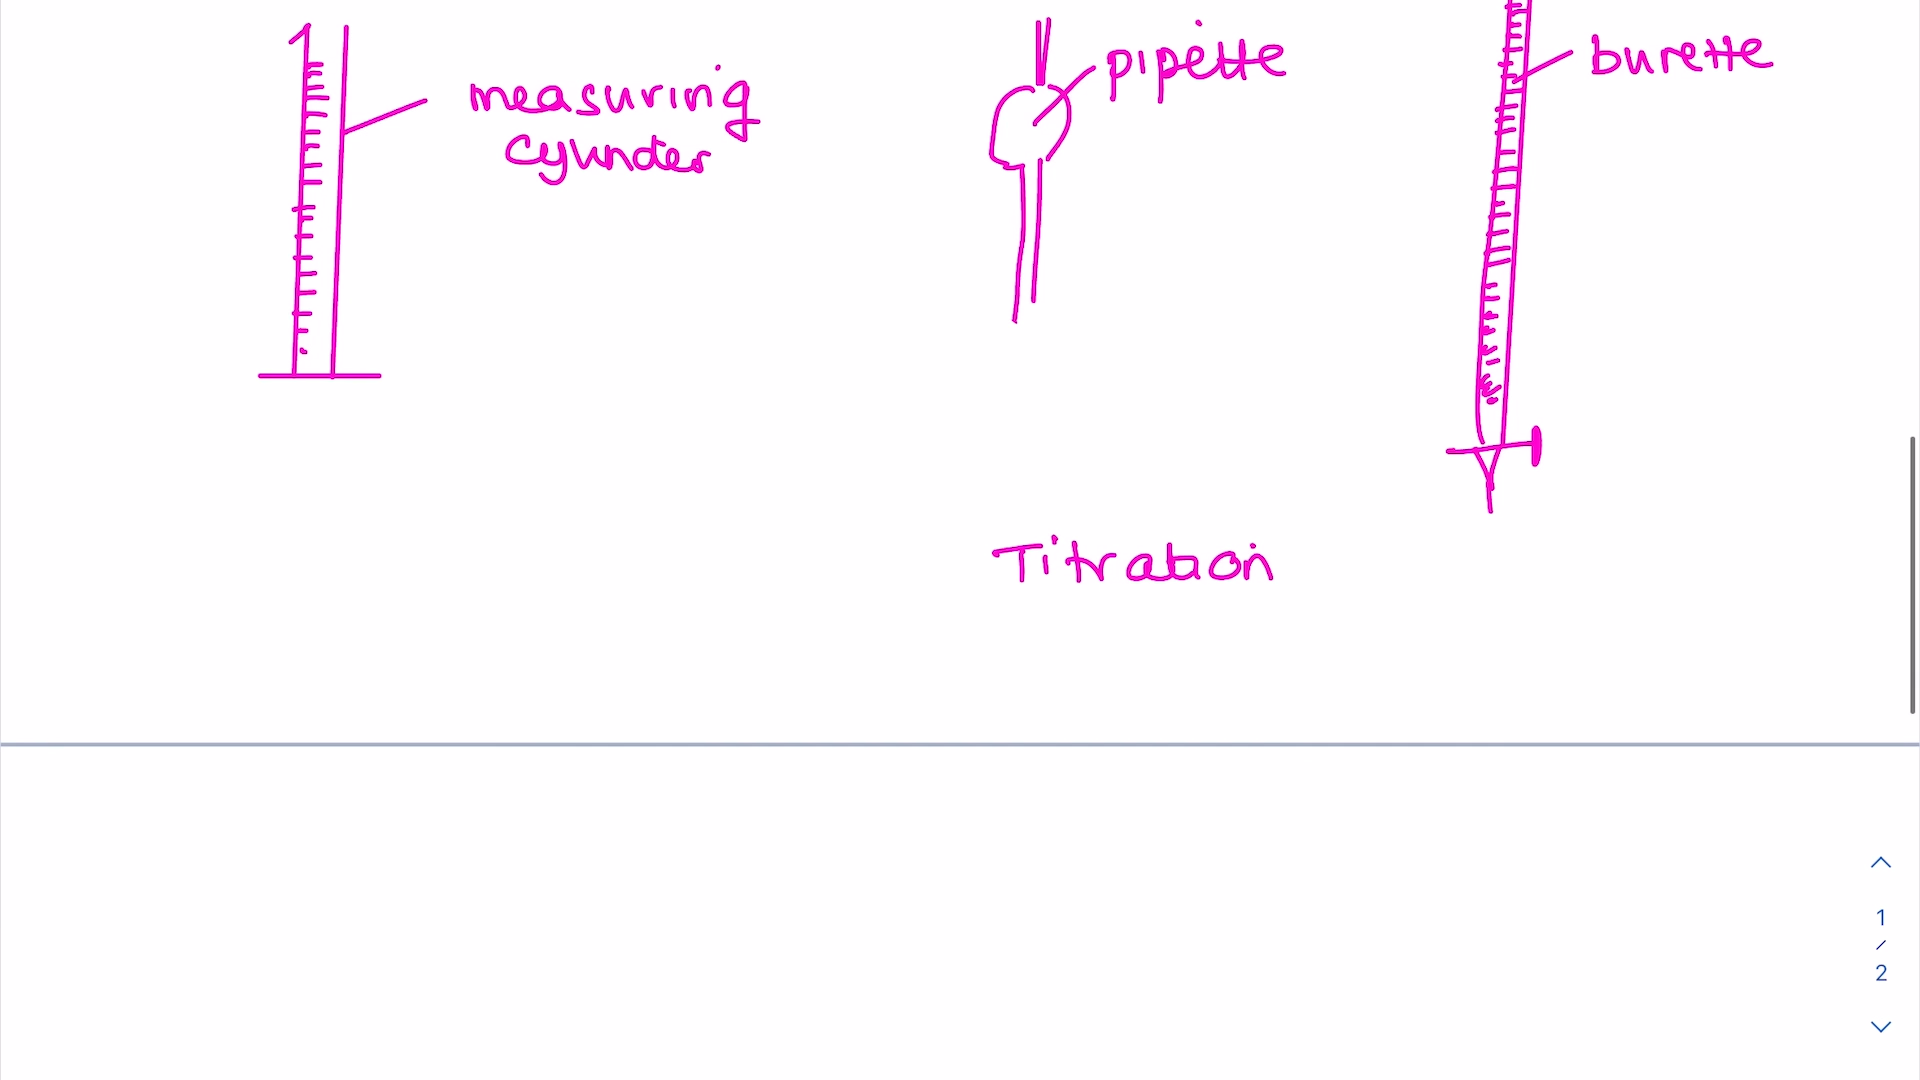 measuring
cylinder
pipette
burette
Titration
1
/
2